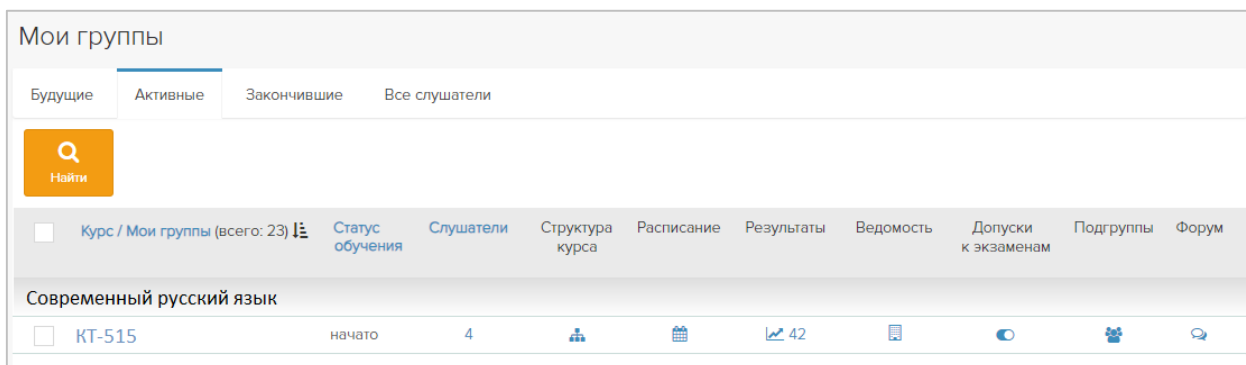 Мои группы
Будущие Активные Закончившие Все слушатели
Найти
Курс / Мои группы (всего: 23) Статус обучения Слушатели Структура курса Расписание Результаты Ведомость Допуски к экзаменам Подгруппы Форум
Современный русский язык
КТ-515 начато 4 42